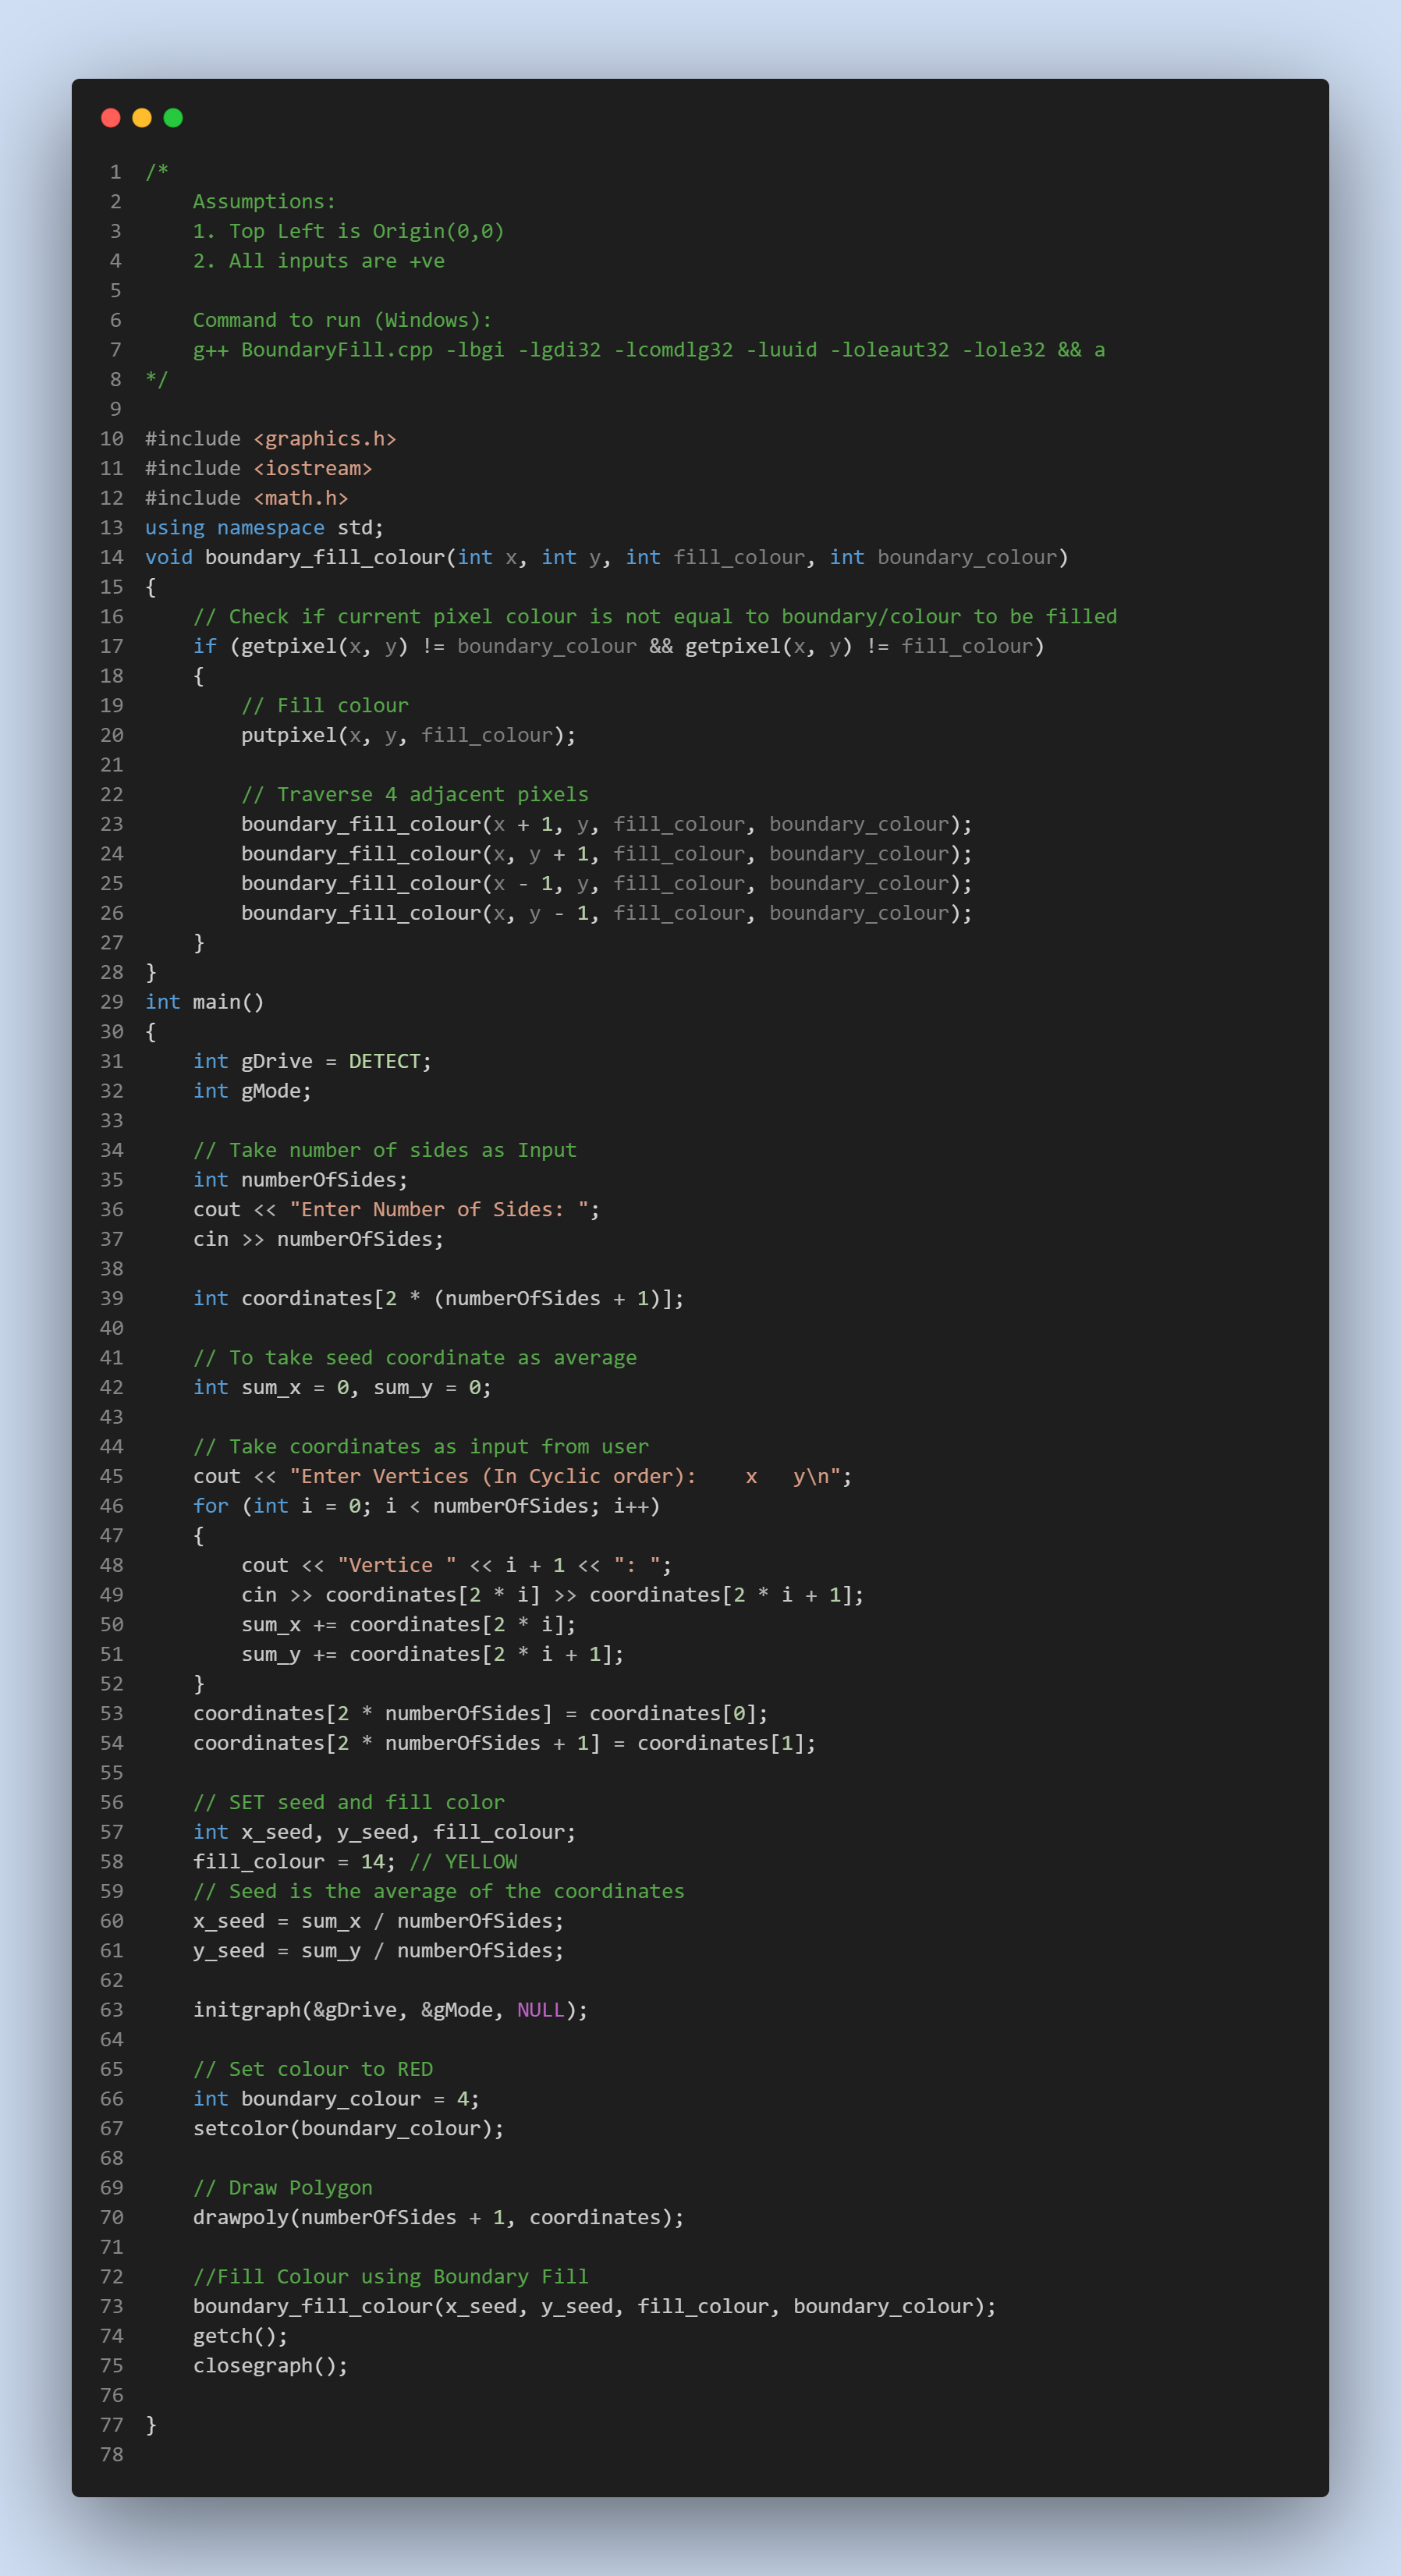 1 /*
2     Assumptions:
3     1. Top Left is Origin(0,0)
4     2. All inputs are +ve
5
6     Command to run (Windows):
7     g++ BoundaryFill.cpp -lbgi -lgdi32 -lcomdlg32 -luuid -loleaut32 -lole32 && a
8 */
9
10 #include <graphics.h>
11 #include <iostream>
12 #include <math.h>
13 using namespace std;
14 void boundary_fill_colour(int x, int y, int fill_colour, int boundary_colour)
15 {
16     // Check if current pixel colour is not equal to boundary/colour to be filled
17     if (getpixel(x, y) != boundary_colour && getpixel(x, y) != fill_colour)
18     {
19         // Fill colour
20         putpixel(x, y, fill_colour);
21
22         // Traverse 4 adjacent pixels
23         boundary_fill_colour(x + 1, y, fill_colour, boundary_colour);
24         boundary_fill_colour(x, y + 1, fill_colour, boundary_colour);
25         boundary_fill_colour(x - 1, y, fill_colour, boundary_colour);
26         boundary_fill_colour(x, y - 1, fill_colour, boundary_colour);
27     }
28 }
29 int main()
30 {
31     int gDrive = DETECT;
32     int gMode;
33
34     // Take number of sides as Input
35     int numberOfSides;
36     cout << "Enter Number of Sides: ";
37     cin >> numberOfSides;
38
39     int coordinates[2 * (numberOfSides + 1)];
40
41     // To take seed coordinate as average
42     int sum_x = 0, sum_y = 0;
43
44     // Take coordinates as input from user
45     cout << "Enter Vertices (In Cyclic order):    x   y\n";
46     for (int i = 0; i < numberOfSides; i++)
47     {
48         cout << "Vertice " << i + 1 << ": ";
49         cin >> coordinates[2 * i] >> coordinates[2 * i + 1];
50         sum_x += coordinates[2 * i];
51         sum_y += coordinates[2 * i + 1];
52     }
53     coordinates[2 * numberOfSides] = coordinates[0];
54     coordinates[2 * numberOfSides + 1] = coordinates[1];
55
56     // SET seed and fill color
57     int x_seed, y_seed, fill_colour;
58     fill_colour = 14; // YELLOW
59     // Seed is the average of the coordinates
60     x_seed = sum_x / numberOfSides;
61     y_seed = sum_y / numberOfSides;
62
63     initgraph(&gDrive, &gMode, NULL);
64
65     // Set colour to RED
66     int boundary_colour = 4;
67     setcolor(boundary_colour);
68
69     // Draw Polygon
70     drawpoly(numberOfSides + 1, coordinates);
71
72     //Fill Colour using Boundary Fill
73     boundary_fill_colour(x_seed, y_seed, fill_colour, boundary_colour);
74     getch();
75     closegraph();
76
77 }
78